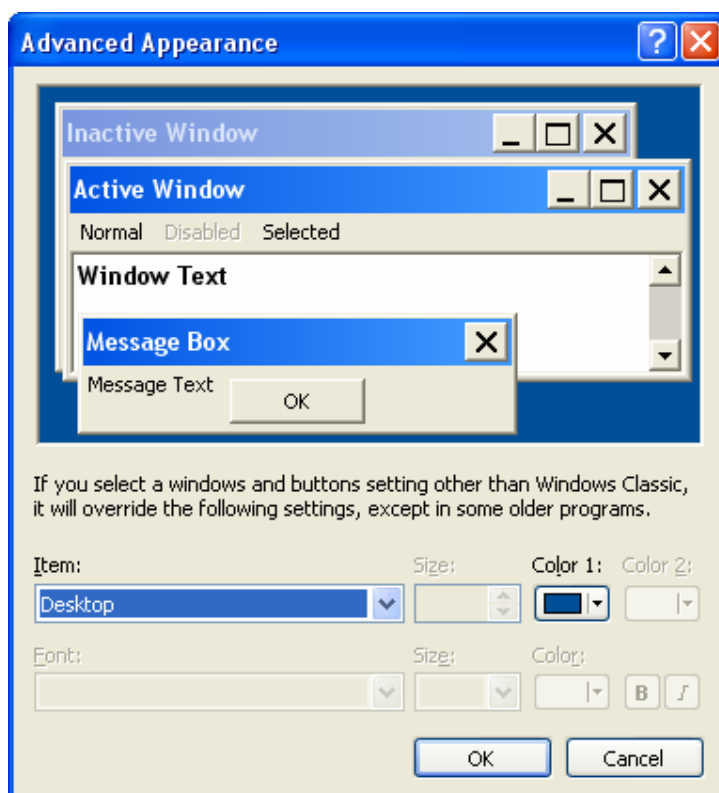 Advanced Appearance
Inactive Window
Active Window
Normal Disabled Selected
Window Text
Message Box
Message Text
OK
If you select a windows and buttons setting other than Windows Classic,
it will override the following settings, except in some older programs.
Item: Size: Color 1: Color 2:
Desktop
Font: Size: Color:
B I
OK Cancel